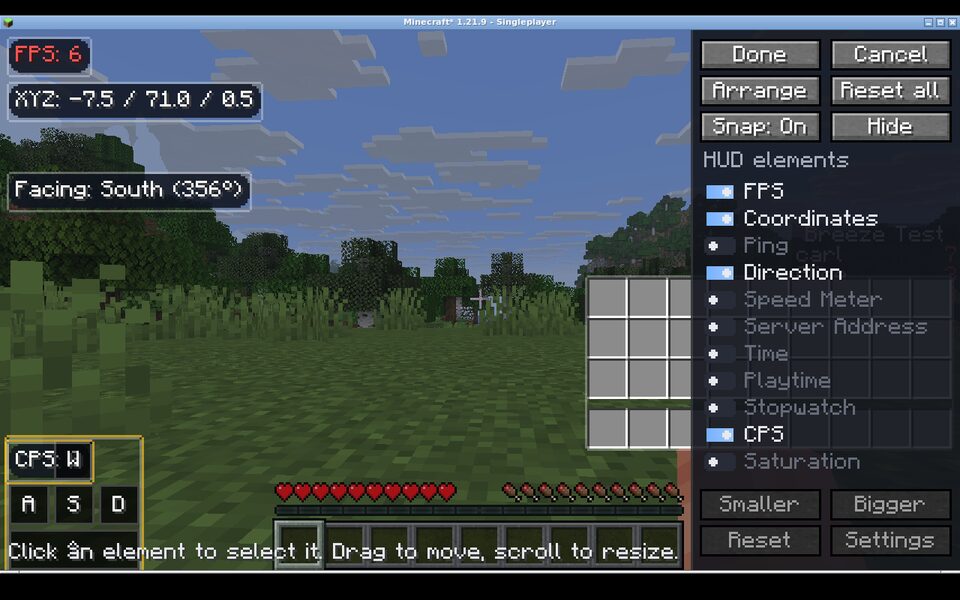 Minecraft* 1.21.9 - Singleplayer
FPS: 6
XYZ: -7.5 / 71.0 / 0.5
Facing: South (356°)
CPS
W
A S D
Click an element to select it. Drag to move, scroll to resize.
Done Cancel
Arrange Reset all
Snap: On Hide
HUD elements
FPS
Coordinates
Breeze Test
Ping
carl
Direction
Speed Meter
Server Address
Time
Playtime
Stopwatch
CPS
Saturation
Smaller Bigger
Reset Settings